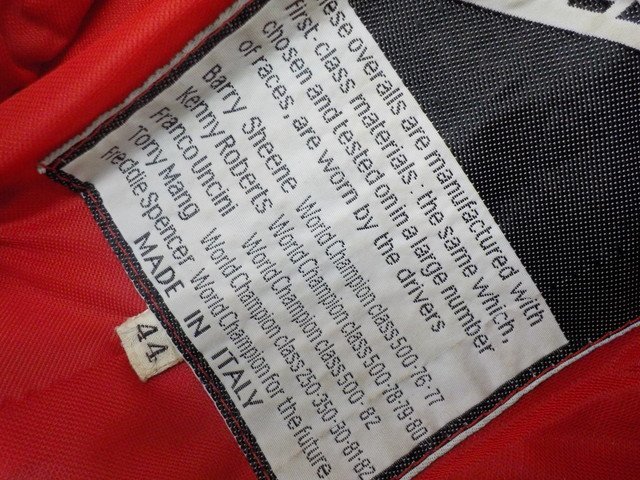 These overalls are manufactured with
first-class materials: the same which,
chosen and tested on in a large number
of races, are worn by the drivers
Barry Sheene World Champion class 500-76-77
Kenny Roberts World Champion class 500-78-79-80
Franco Uncini World Champion class 500-82
Tony Mang World Champion class 250-350-80-81-82
Freddie Spencer World Champion for the future
MADE IN ITALY
44